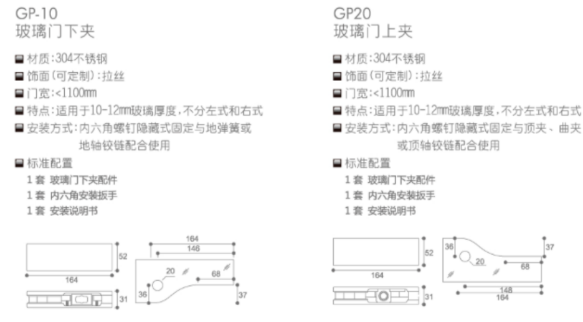 GP-10
玻璃门下夹
材质:304不锈钢
饰面(可定制):拉丝
门宽:<1100mm
特点:适用于10-12mm玻璃厚度,不分左式和右式
安装方式:内六角螺钉隐藏式固定与地弹簧或
地轴铰链配合使用
标准配置
1 套 玻璃门下夹配件
1 套 内六角安装扳手
1 套 安装说明书
52
164
31
164
146
20
68
36
37
GP20
玻璃门上夹
材质:304不锈钢
饰面(可定制):拉丝
门宽:<1100mm
特点:适用于10-12mm玻璃厚度,不分左式和右式
安装方式:内六角螺钉隐藏式固定与顶夹、曲夹
或顶轴铰链配合使用
标准配置
1 套 玻璃门下夹配件
1 套 内六角安装扳手
1 套 安装说明书
52
164
31
36
37
20
68
148
164